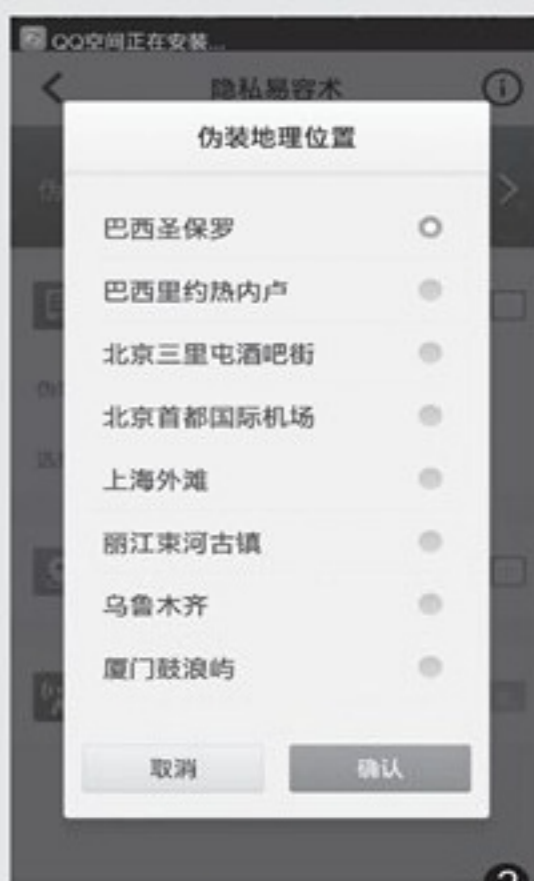 QQ空间正在安装...
隐私易容术
伪装地理位置
巴西圣保罗
巴西里约热内卢
北京三里屯酒吧街
北京首都国际机场
上海外滩
丽江束河古镇
乌鲁木齐
厦门鼓浪屿
取消
确认